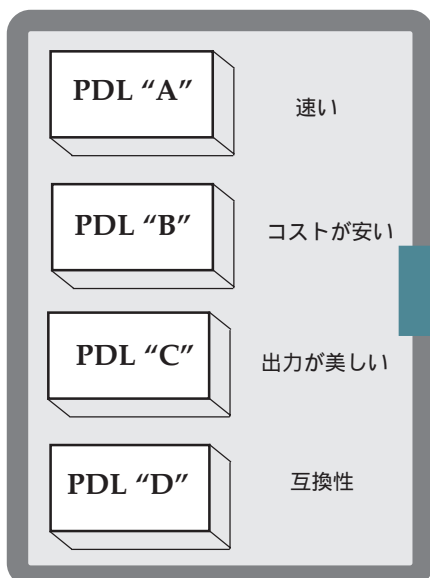 PDL “A”
速い
PDL “B”
コストが安い
PDL “C”
出力が美しい
PDL “D”
互換性